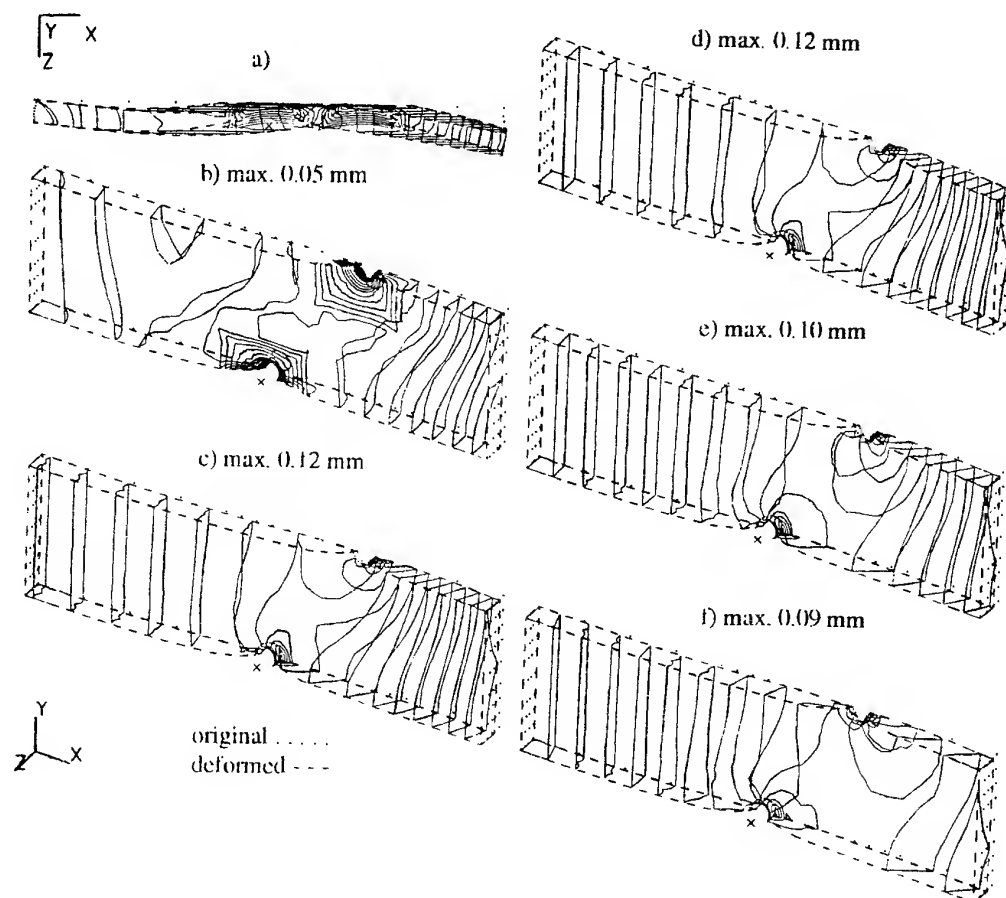 Y X
Z
a)
b) max. 0.05 mm
c) max. 0.12 mm
Y
Z X
original . . . . .
deformed - - -
d) max. 0.12 mm
e) max. 0.10 mm
f) max. 0.09 mm